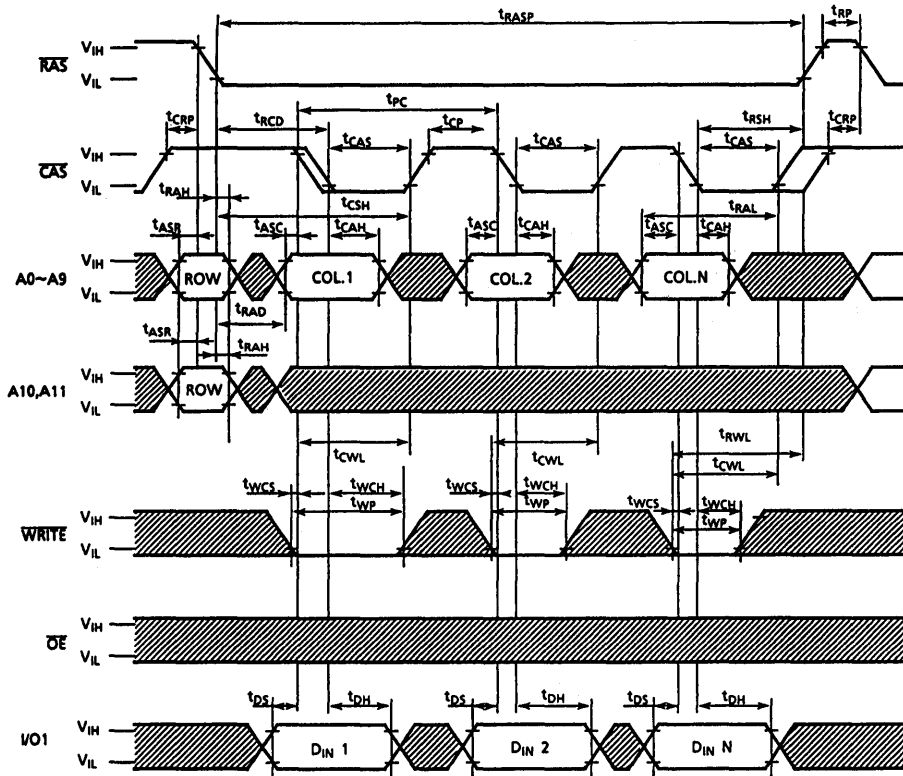 tRASP
tRP
VIH
RAS
VIL
tPC
tCRP
tRCD
tCP
tRSH
tCRP
tCAS
tCAS
tCAS
VIH
CAS
VIL
tRAH
tCSH
tRAL
tASR
tASC
tCAH
tASC
tCAH
tASC
tCAH
VIH
A0~A9
VIL
ROW
COL.1
COL.2
COL.N
tRAD
tASR
tRAH
VIH
A10,A11
VIL
ROW
tRWL
tCWL
tCWL
tCWL
tWCS
tWCH
tWCS
tWCH
tWCS
tWCH
tWP
tWP
tWP
VIH
WRITE
VIL
VIH
OE
VIL
tDS
tDH
tDS
tDH
tDS
tDH
VIH
I/O1
VIL
DIN 1
DIN 2
DIN N